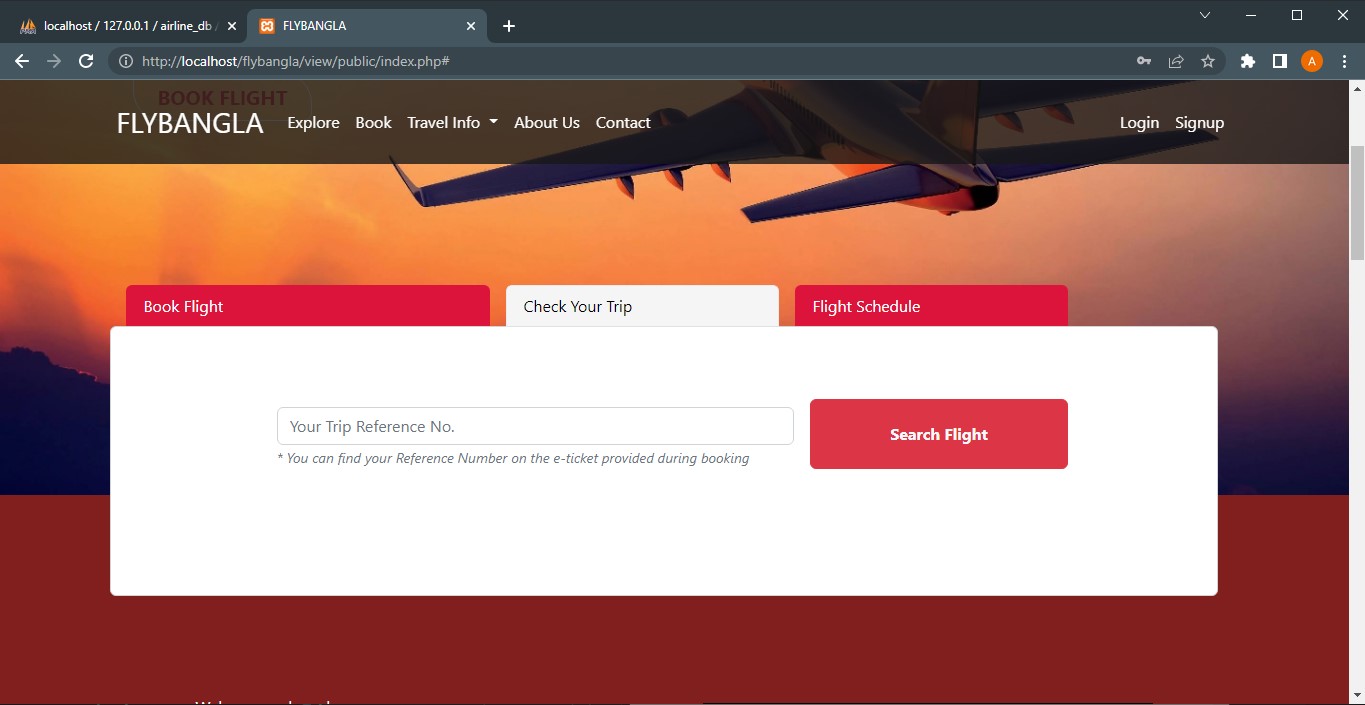 localhost / 127.0.0.1 / airline_db /
FLYBANGLA
http://localhost/flybangla/view/public/index.php#
A
BOOK FLIGHT
FLYBANGLA Explore Book Travel Info About Us Contact Login Signup
Book Flight Check Your Trip Flight Schedule
Your Trip Reference No.
Search Flight
* You can find your Reference Number on the e-ticket provided during booking